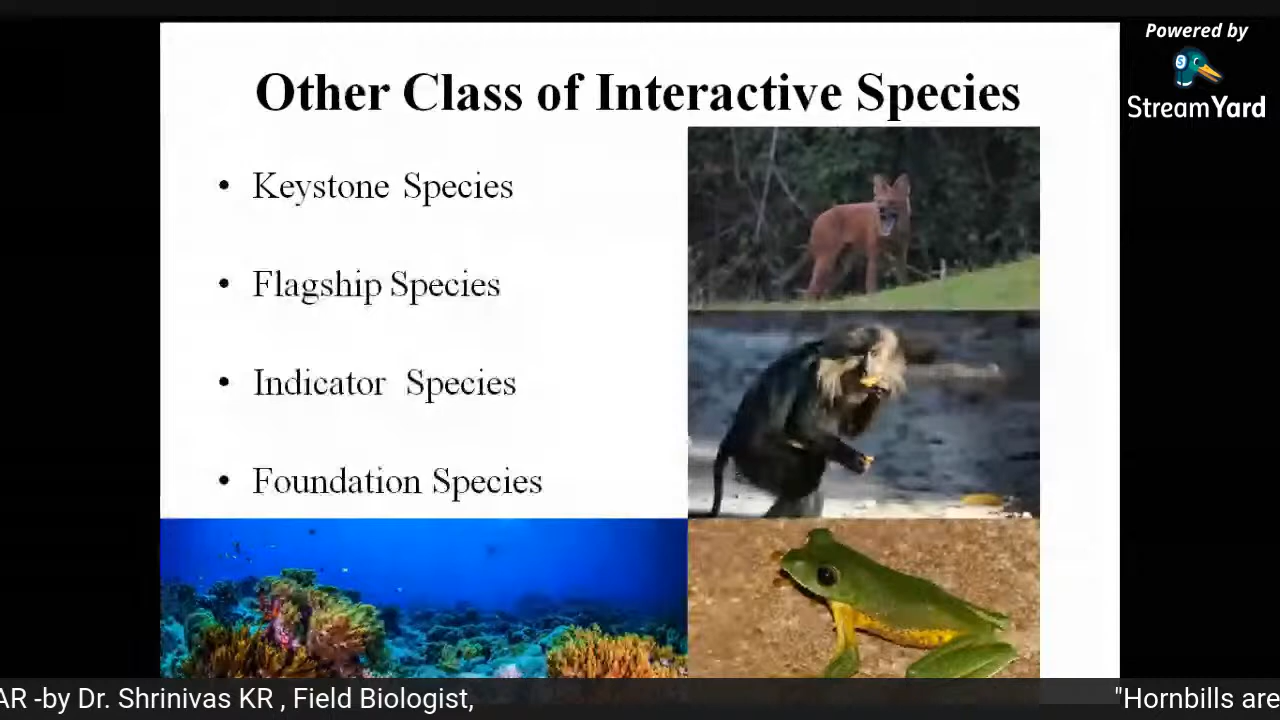 Powered by
StreamYard
Other Class of Interactive Species
• Keystone Species
• Flagship Species
• Indicator Species
• Foundation Species
AR -by Dr. Shrinivas KR , Field Biologist,
"Hornbills are